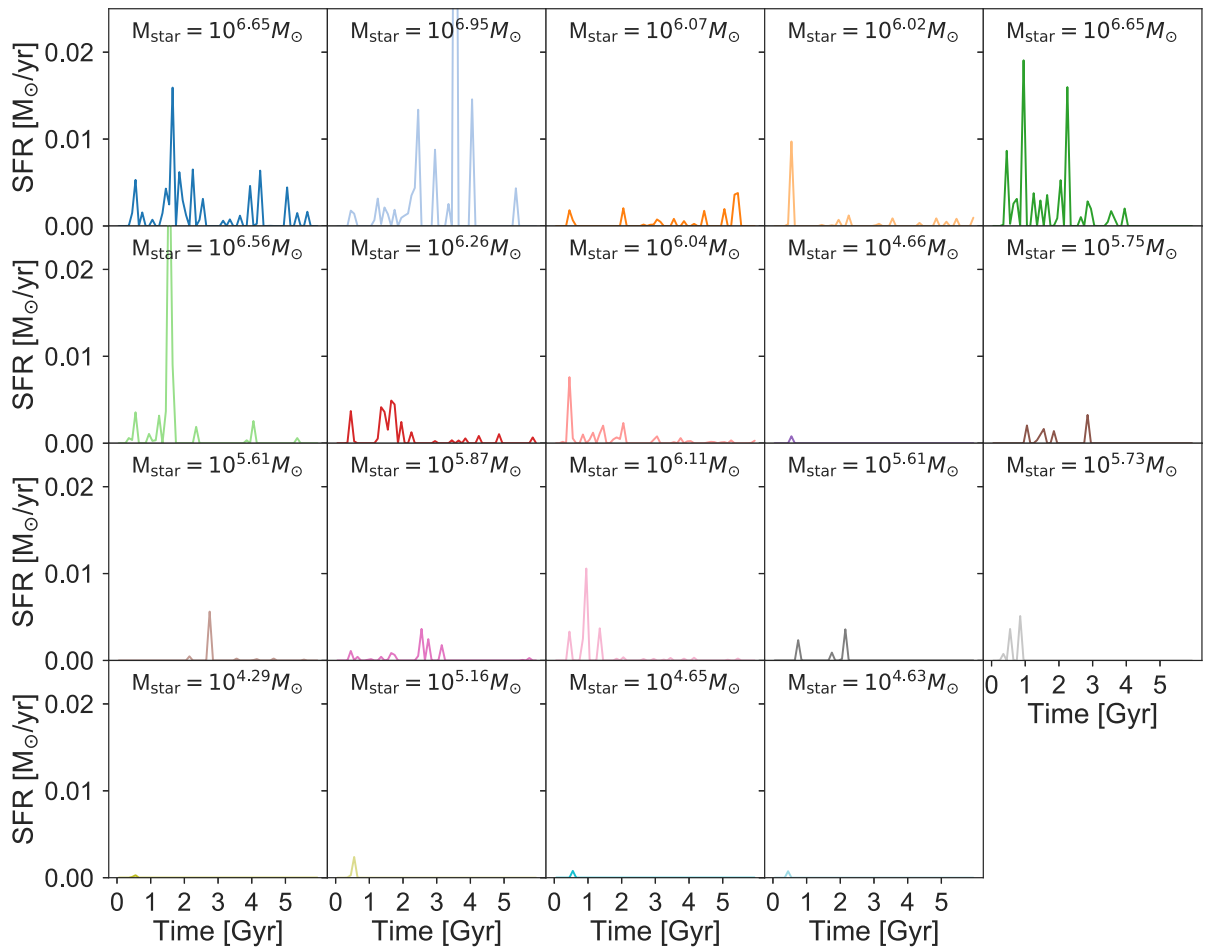 M_star = 10^6.65 M_⊙
M_star = 10^6.95 M_⊙
M_star = 10^6.07 M_⊙
M_star = 10^6.02 M_⊙
M_star = 10^6.65 M_⊙
SFR [M_⊙/yr]
0.02
0.01
0.00
M_star = 10^6.56 M_⊙
M_star = 10^6.26 M_⊙
M_star = 10^6.04 M_⊙
M_star = 10^4.66 M_⊙
M_star = 10^5.75 M_⊙
SFR [M_⊙/yr]
0.02
0.01
0.00
M_star = 10^5.61 M_⊙
M_star = 10^5.87 M_⊙
M_star = 10^6.11 M_⊙
M_star = 10^5.61 M_⊙
M_star = 10^5.73 M_⊙
SFR [M_⊙/yr]
0.02
0.01
0.00
0 1 2 3 4 5
Time [Gyr]
M_star = 10^4.29 M_⊙
M_star = 10^5.16 M_⊙
M_star = 10^4.65 M_⊙
M_star = 10^4.63 M_⊙
SFR [M_⊙/yr]
0.02
0.01
0.00
0 1 2 3 4 5
0 1 2 3 4 5
0 1 2 3 4 5
0 1 2 3 4 5
Time [Gyr]
Time [Gyr]
Time [Gyr]
Time [Gyr]